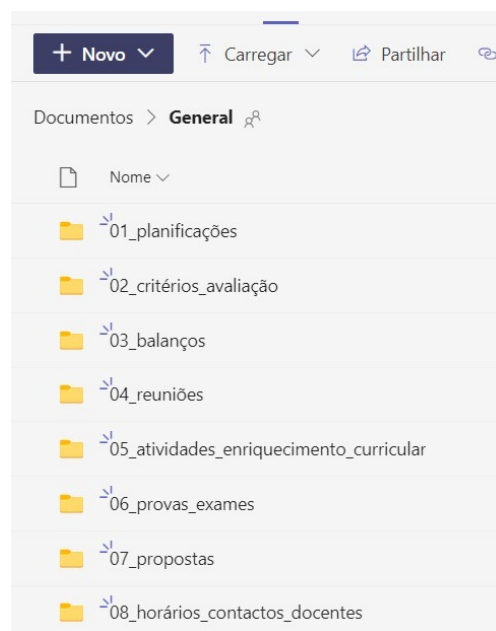 + Novo Carregar Partilhar
Documentos > General
Nome
01_planificações
02_critérios_avaliação
03_balanços
04_reuniões
05_atividades_enriquecimento_curricular
06_provas_exames
07_propostas
08_horários_contactos_docentes